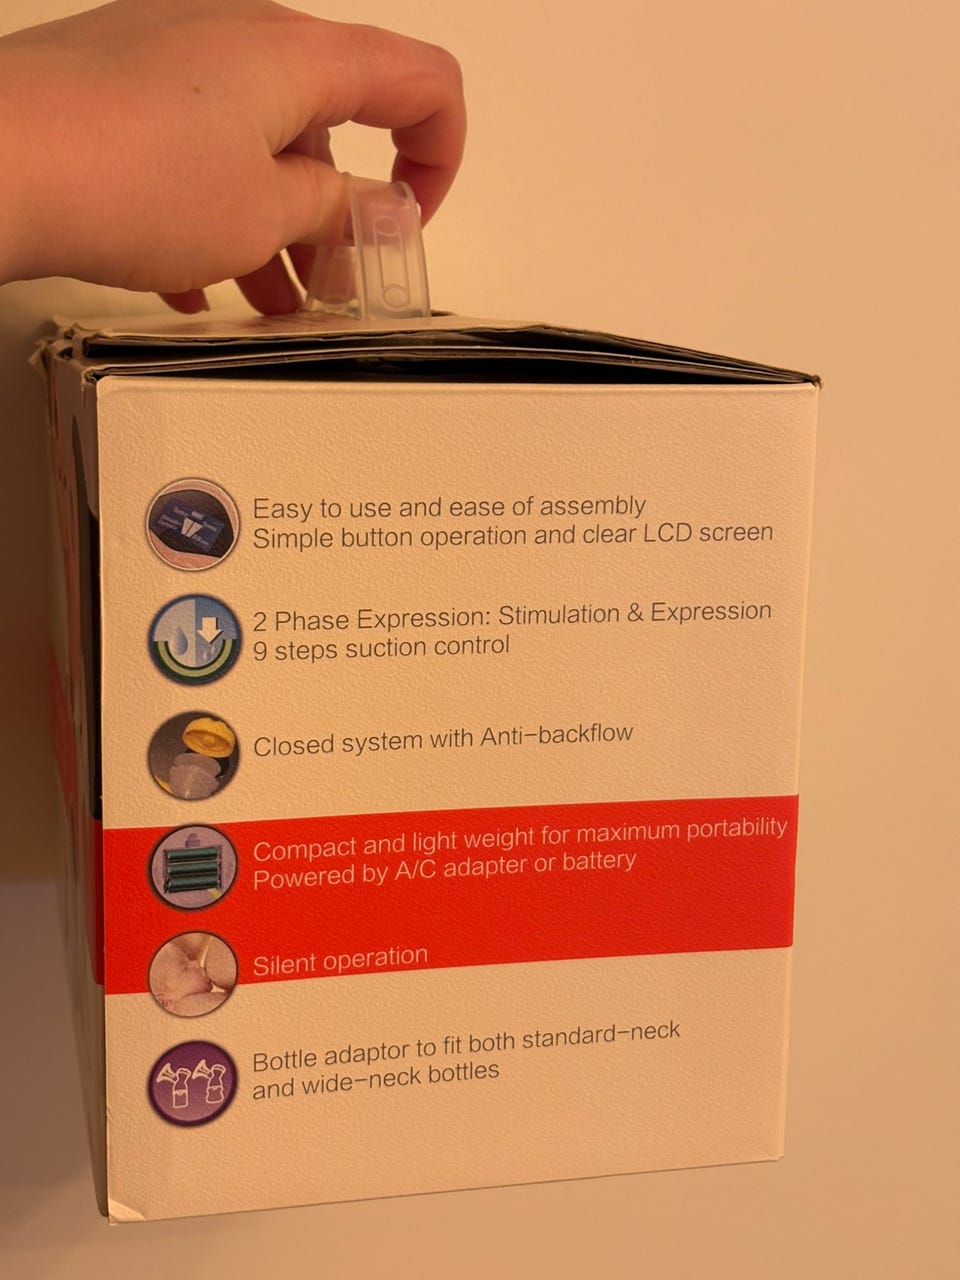 Easy to use and ease of assembly
Simple button operation and clear LCD screen
2 Phase Expression: Stimulation & Expression
9 steps suction control
Closed system with Anti-backflow
Compact and light weight for maximum portability
Powered by A/C adapter or battery
Silent operation
Bottle adaptor to fit both standard-neck
and wide-neck bottles